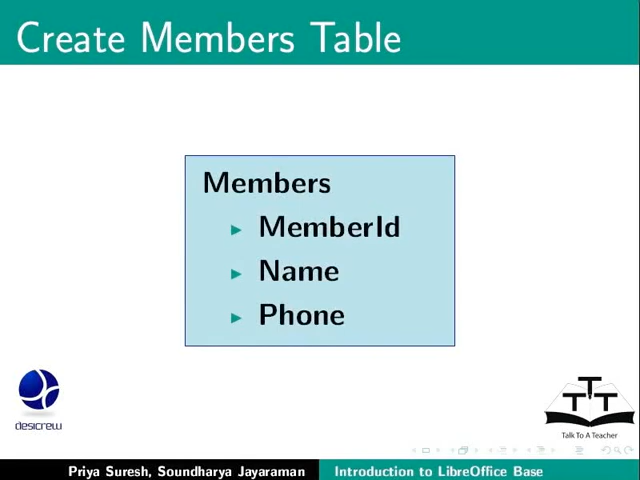 Create Members Table
Members
MemberId
Name
Phone
desicrew
TTT
Talk To A Teacher
Priya Suresh, Soundharya Jayaraman
Introduction to LibreOffice Base